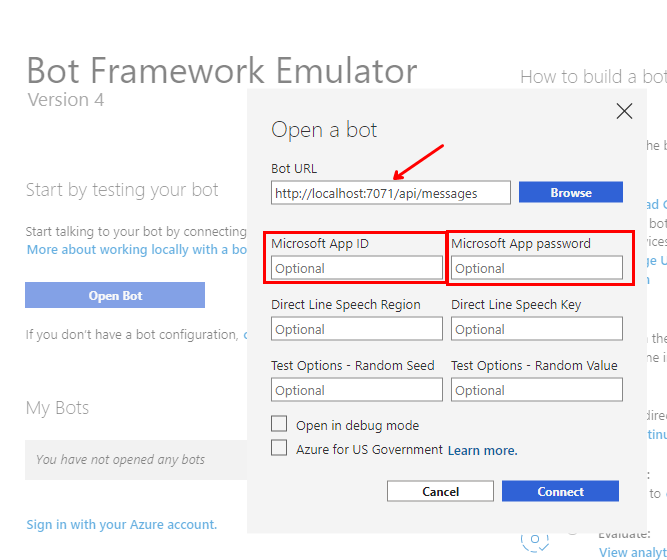 Bot Framework Emulator
Version 4
How to build a bot
Open a bot
Bot URL
http://localhost:7071/api/messages
Browse
Start by testing your bot
Start talking to your bot by connecting
More about working locally with a bo
Open Bot
If you don't have a bot configuration,
Microsoft App ID
Microsoft App password
Optional
Optional
Direct Line Speech Region
Direct Line Speech Key
Optional
Optional
Test Options - Random Seed
Test Options - Random Value
Optional
Optional
Open in debug mode
Azure for US Government Learn more.
Cancel
Connect
My Bots
You have not opened any bots
Sign in with your Azure account.
Evaluate:
View analyt